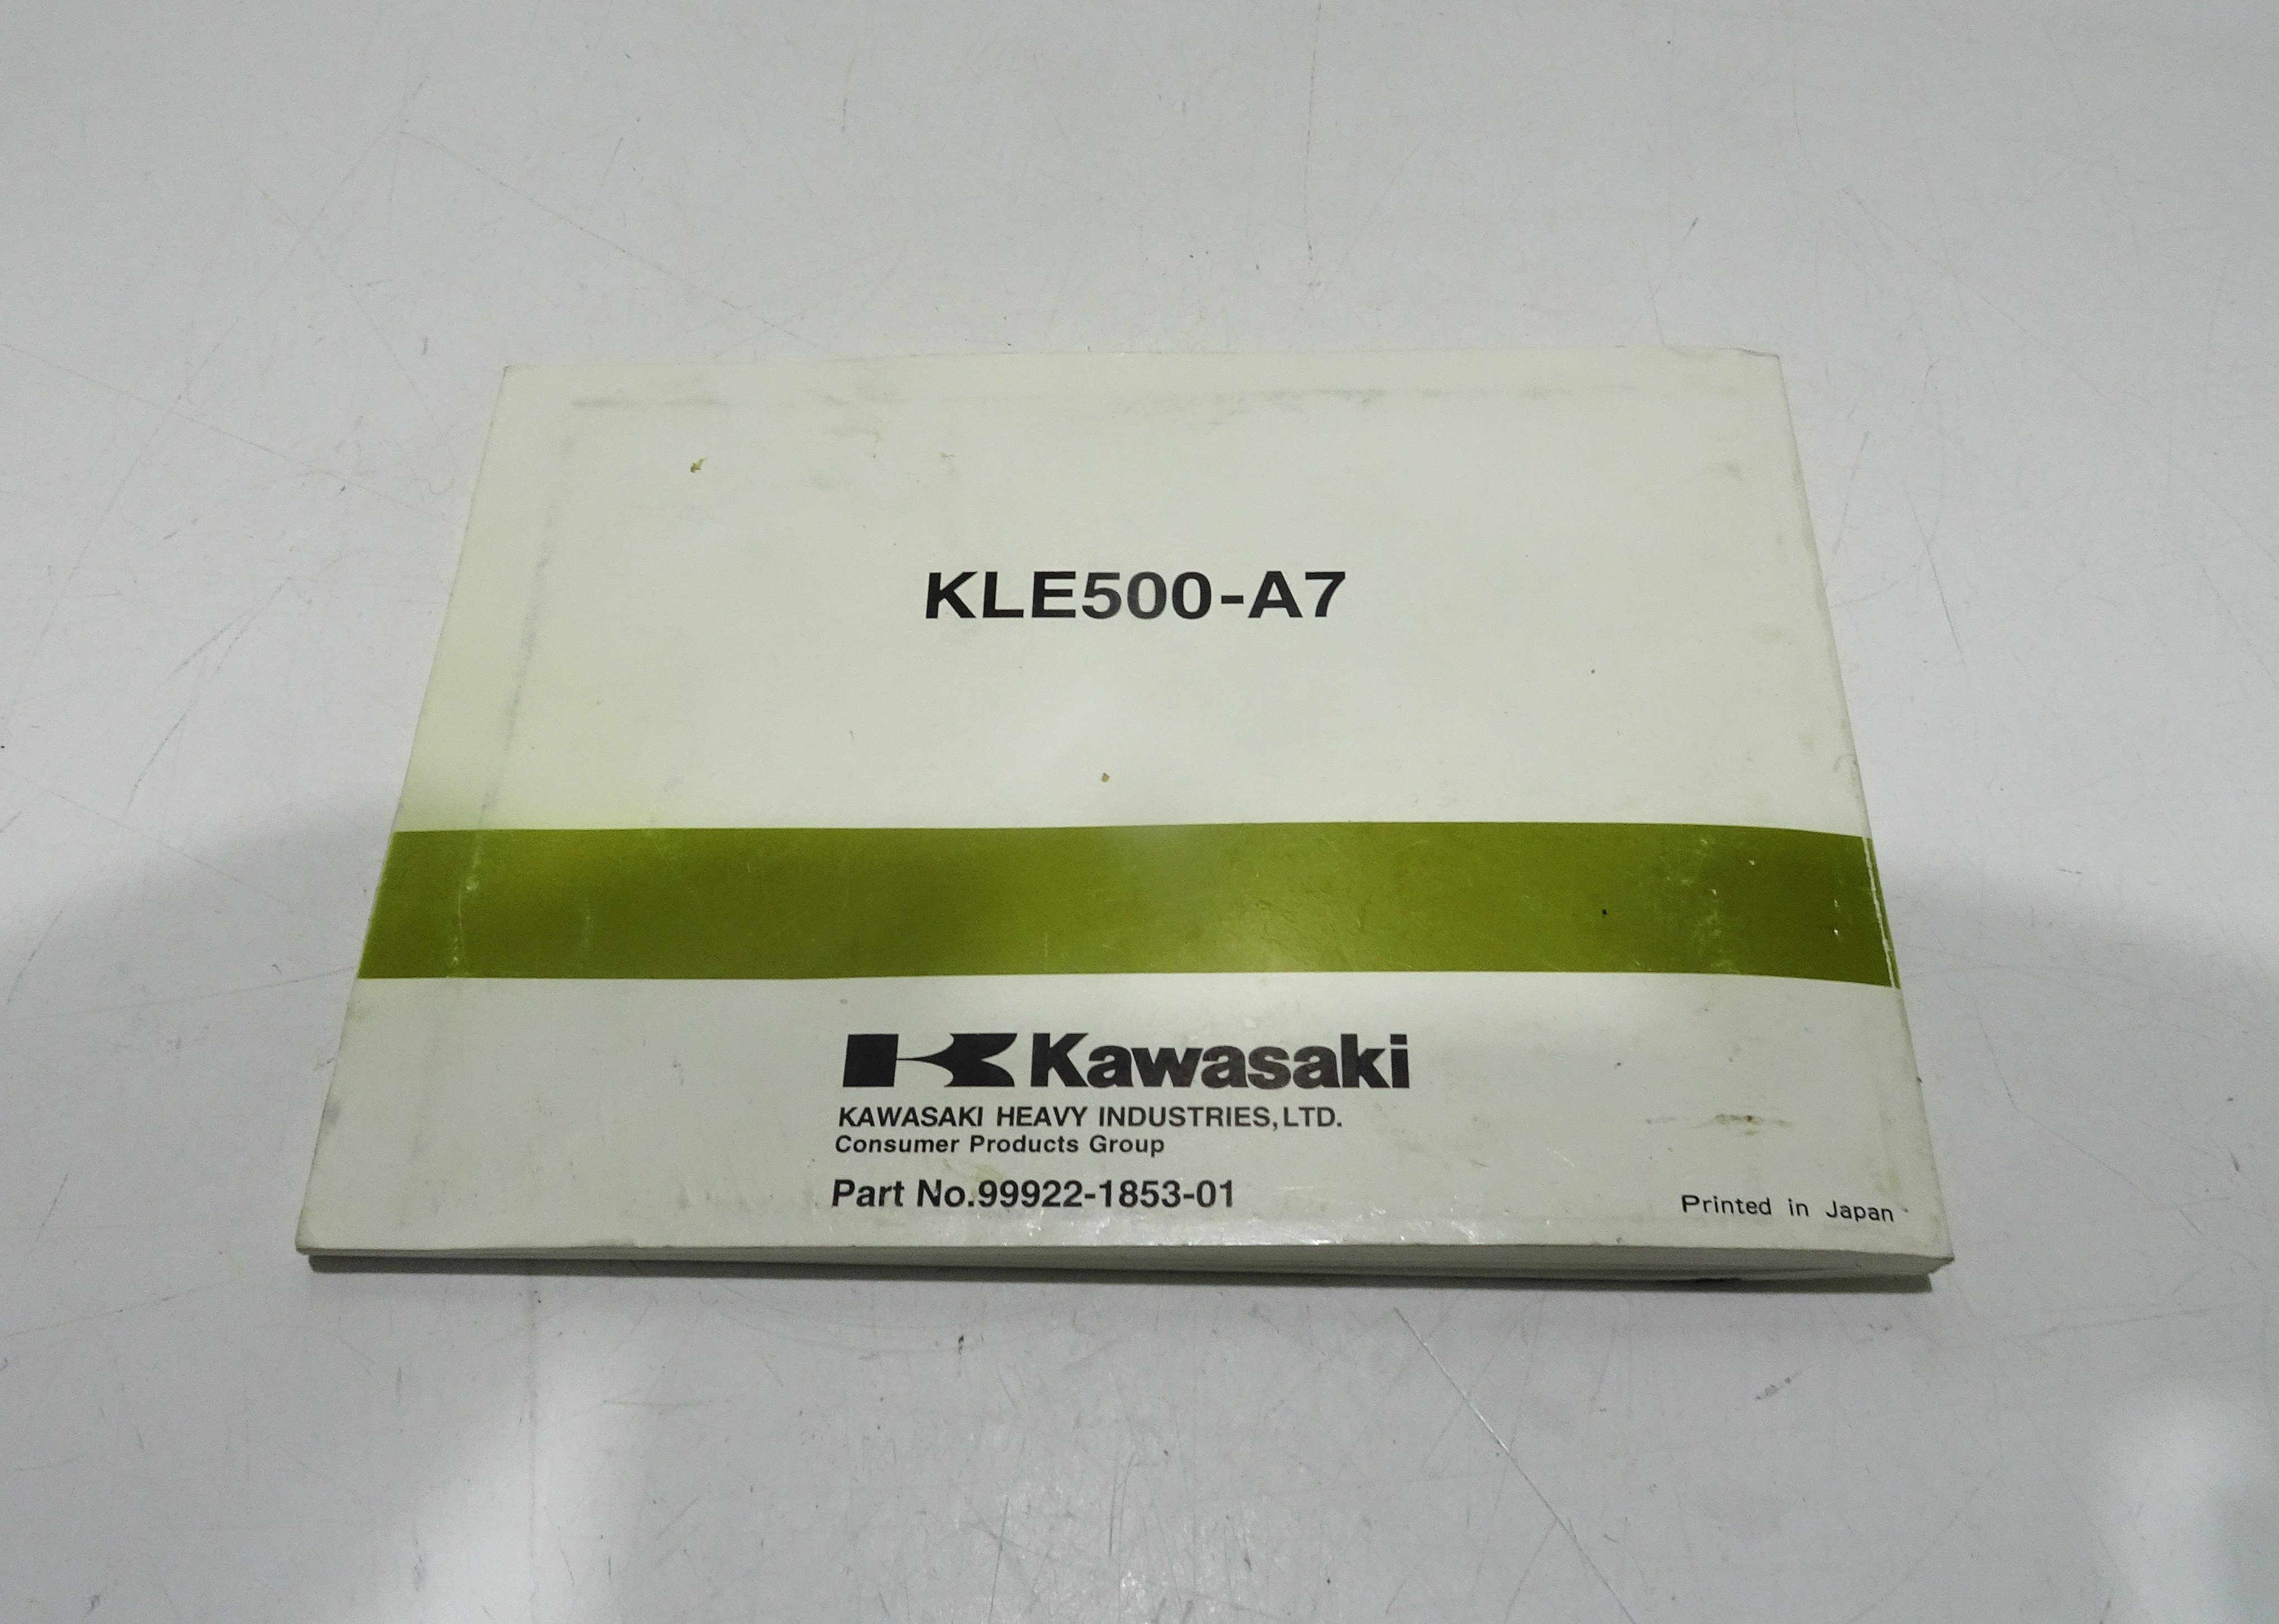 KLE500-A7
Kawasaki
KAWASAKI HEAVY INDUSTRIES, LTD.
Consumer Products Group
Part No.99922-1853-01
Printed in Japan